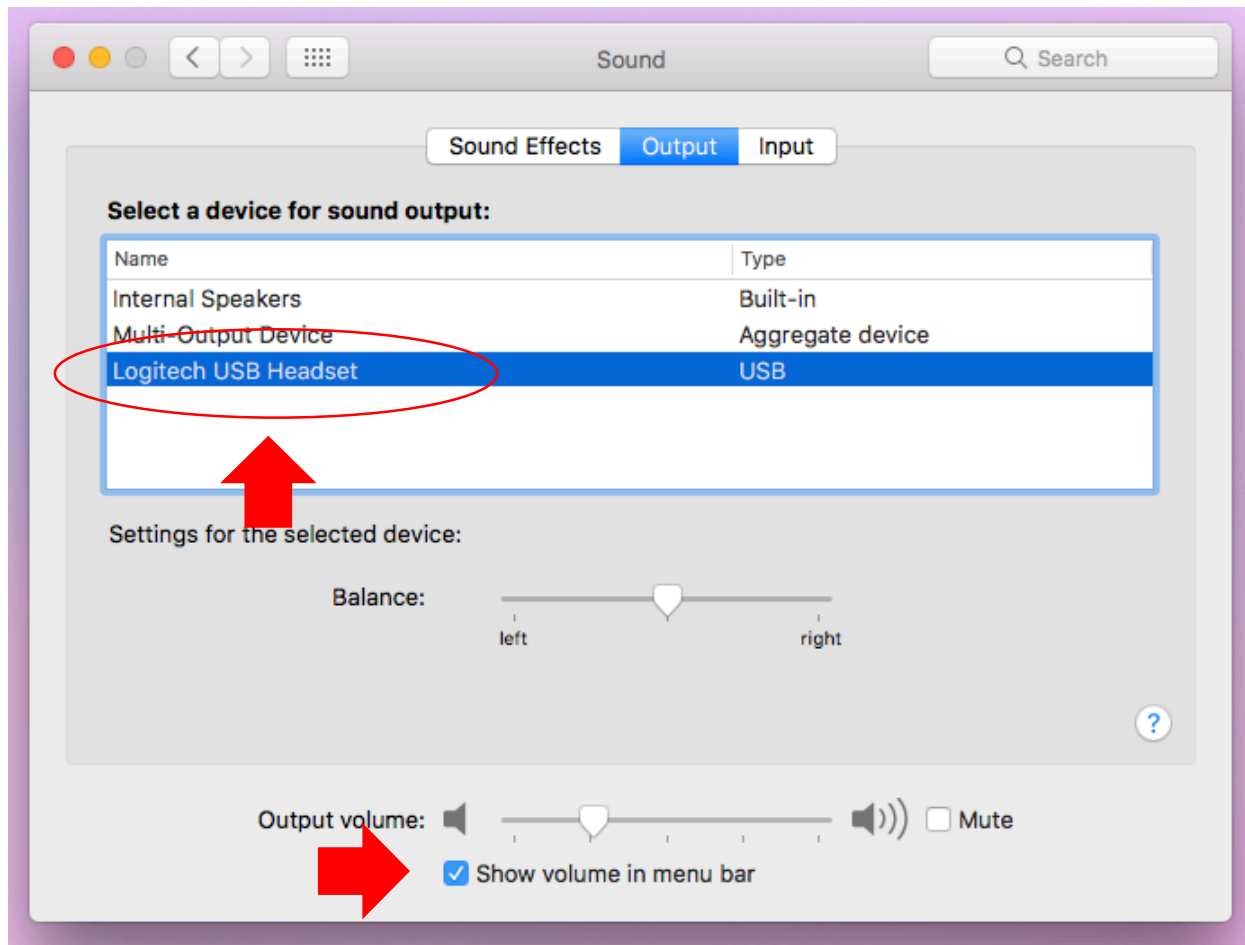 Sound
Search
Sound Effects Output Input
Select a device for sound output:
Name Type
Internal Speakers Built-in
Multi-Output Device Aggregate device
Logitech USB Headset USB
Settings for the selected device:
Balance:
left right
?
Output volume: Mute
Show volume in menu bar